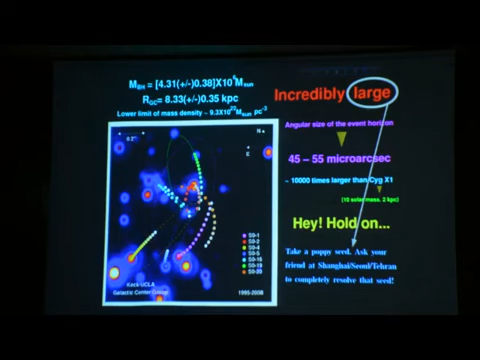 M_BH = [4.31(+/-)0.38]X10^6 M_sun
R_GC = 8.33(+/-)0.35 kpc
Lower limit of mass density ~ 9.3X10^22 M_sun pc^-3
Incredibly large
Angular size of the event horizon
45 – 55 microarcsec
~ 10000 times larger than Cyg X1
(10 solar mass, 2 kpc)
Hey! Hold on...
Take a poppy seed. Ask your
friend at Shanghai/Seoul/Tehran
to completely resolve that seed!
0.2"
N
E
S0-1
S0-2
S0-4
S0-5
S0-16
S0-19
S0-20
Keck/UCLA
Galactic Center Group
1995-2008